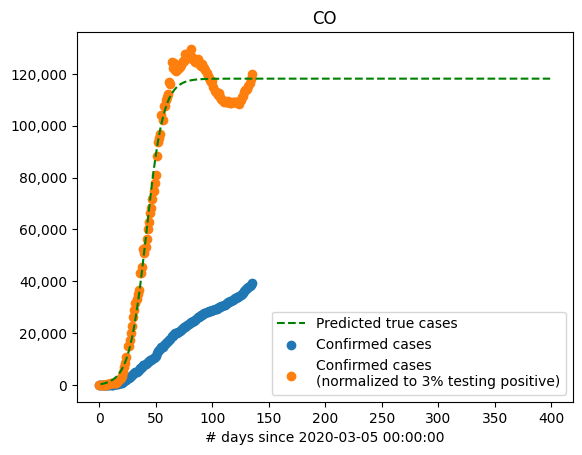 CO
120,000
100,000
80,000
60,000
40,000
20,000
0
Predicted true cases
Confirmed cases
Confirmed cases
(normalized to 3% testing positive)
0 50 100 150 200 250 300 350 400
# days since 2020-03-05 00:00:00